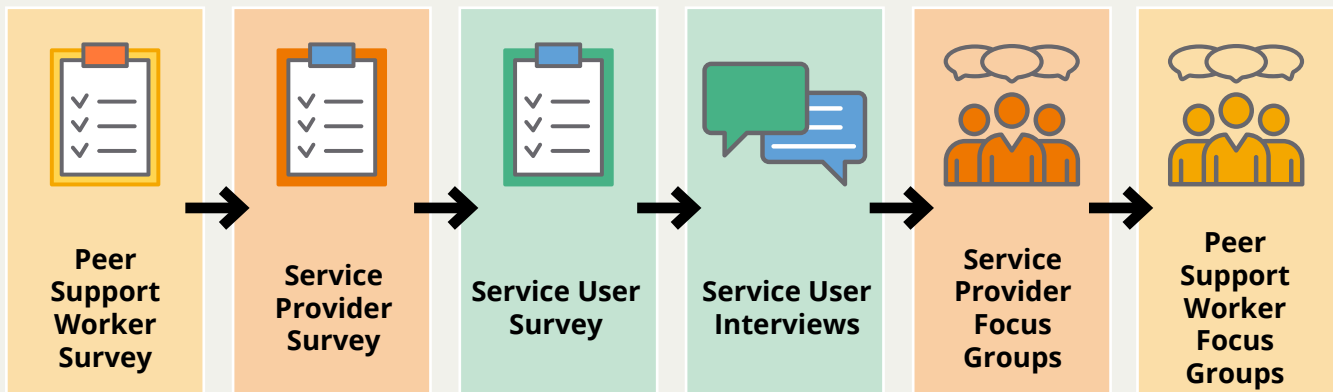 Peer
Support
Worker
Survey
Service
Provider
Survey
Service User
Survey
Service User
Interviews
Service
Provider
Focus
Groups
Peer
Support
Worker
Focus
Groups